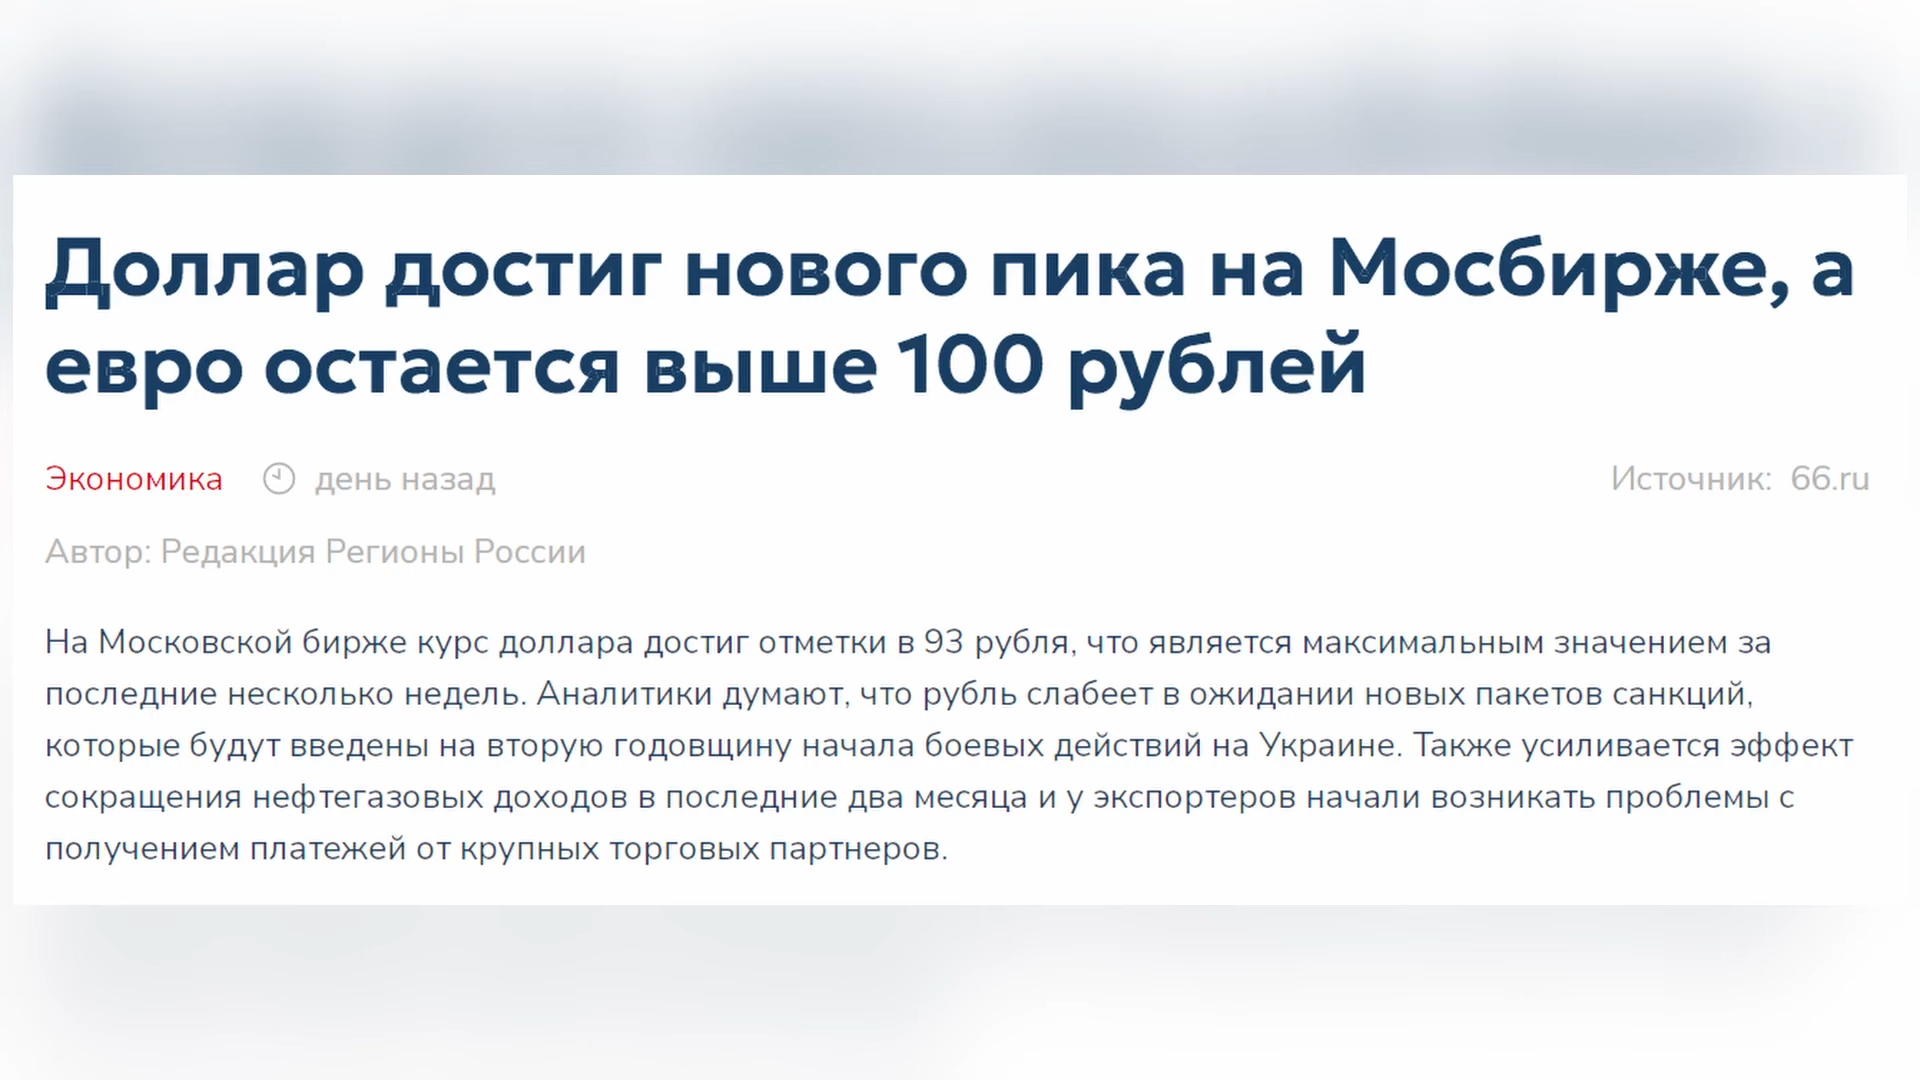 Доллар достиг нового пика на Мосбирже, а
евро остается выше 100 рублей
Экономика день назад Источник: 66.ru
Автор: Редакция Регионы России
На Московской бирже курс доллара достиг отметки в 93 рубля, что является максимальным значением за
последние несколько недель. Аналитики думают, что рубль слабеет в ожидании новых пакетов санкций,
которые будут введены на вторую годовщину начала боевых действий на Украине. Также усиливается эффект
сокращения нефтегазовых доходов в последние два месяца и у экспортеров начали возникать проблемы с
получением платежей от крупных торговых партнеров.